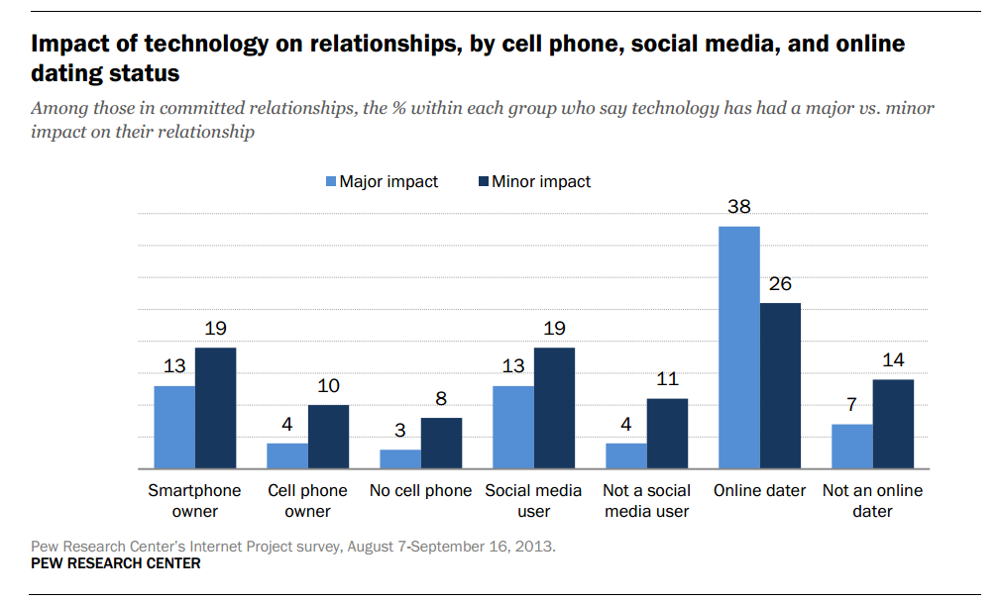 Impact of technology on relationships, by cell phone, social media, and online
dating status
Among those in committed relationships, the % within each group who say technology has had a major vs. minor
impact on their relationship
Major impact Minor impact
38
26
19 19
13 13 14
10 11
8 7
4 3 4
Smartphone Cell phone No cell phone Social media Not a social Online dater Not an online
owner owner user media user dater
Pew Research Center's Internet Project survey, August 7-September 16, 2013.
PEW RESEARCH CENTER